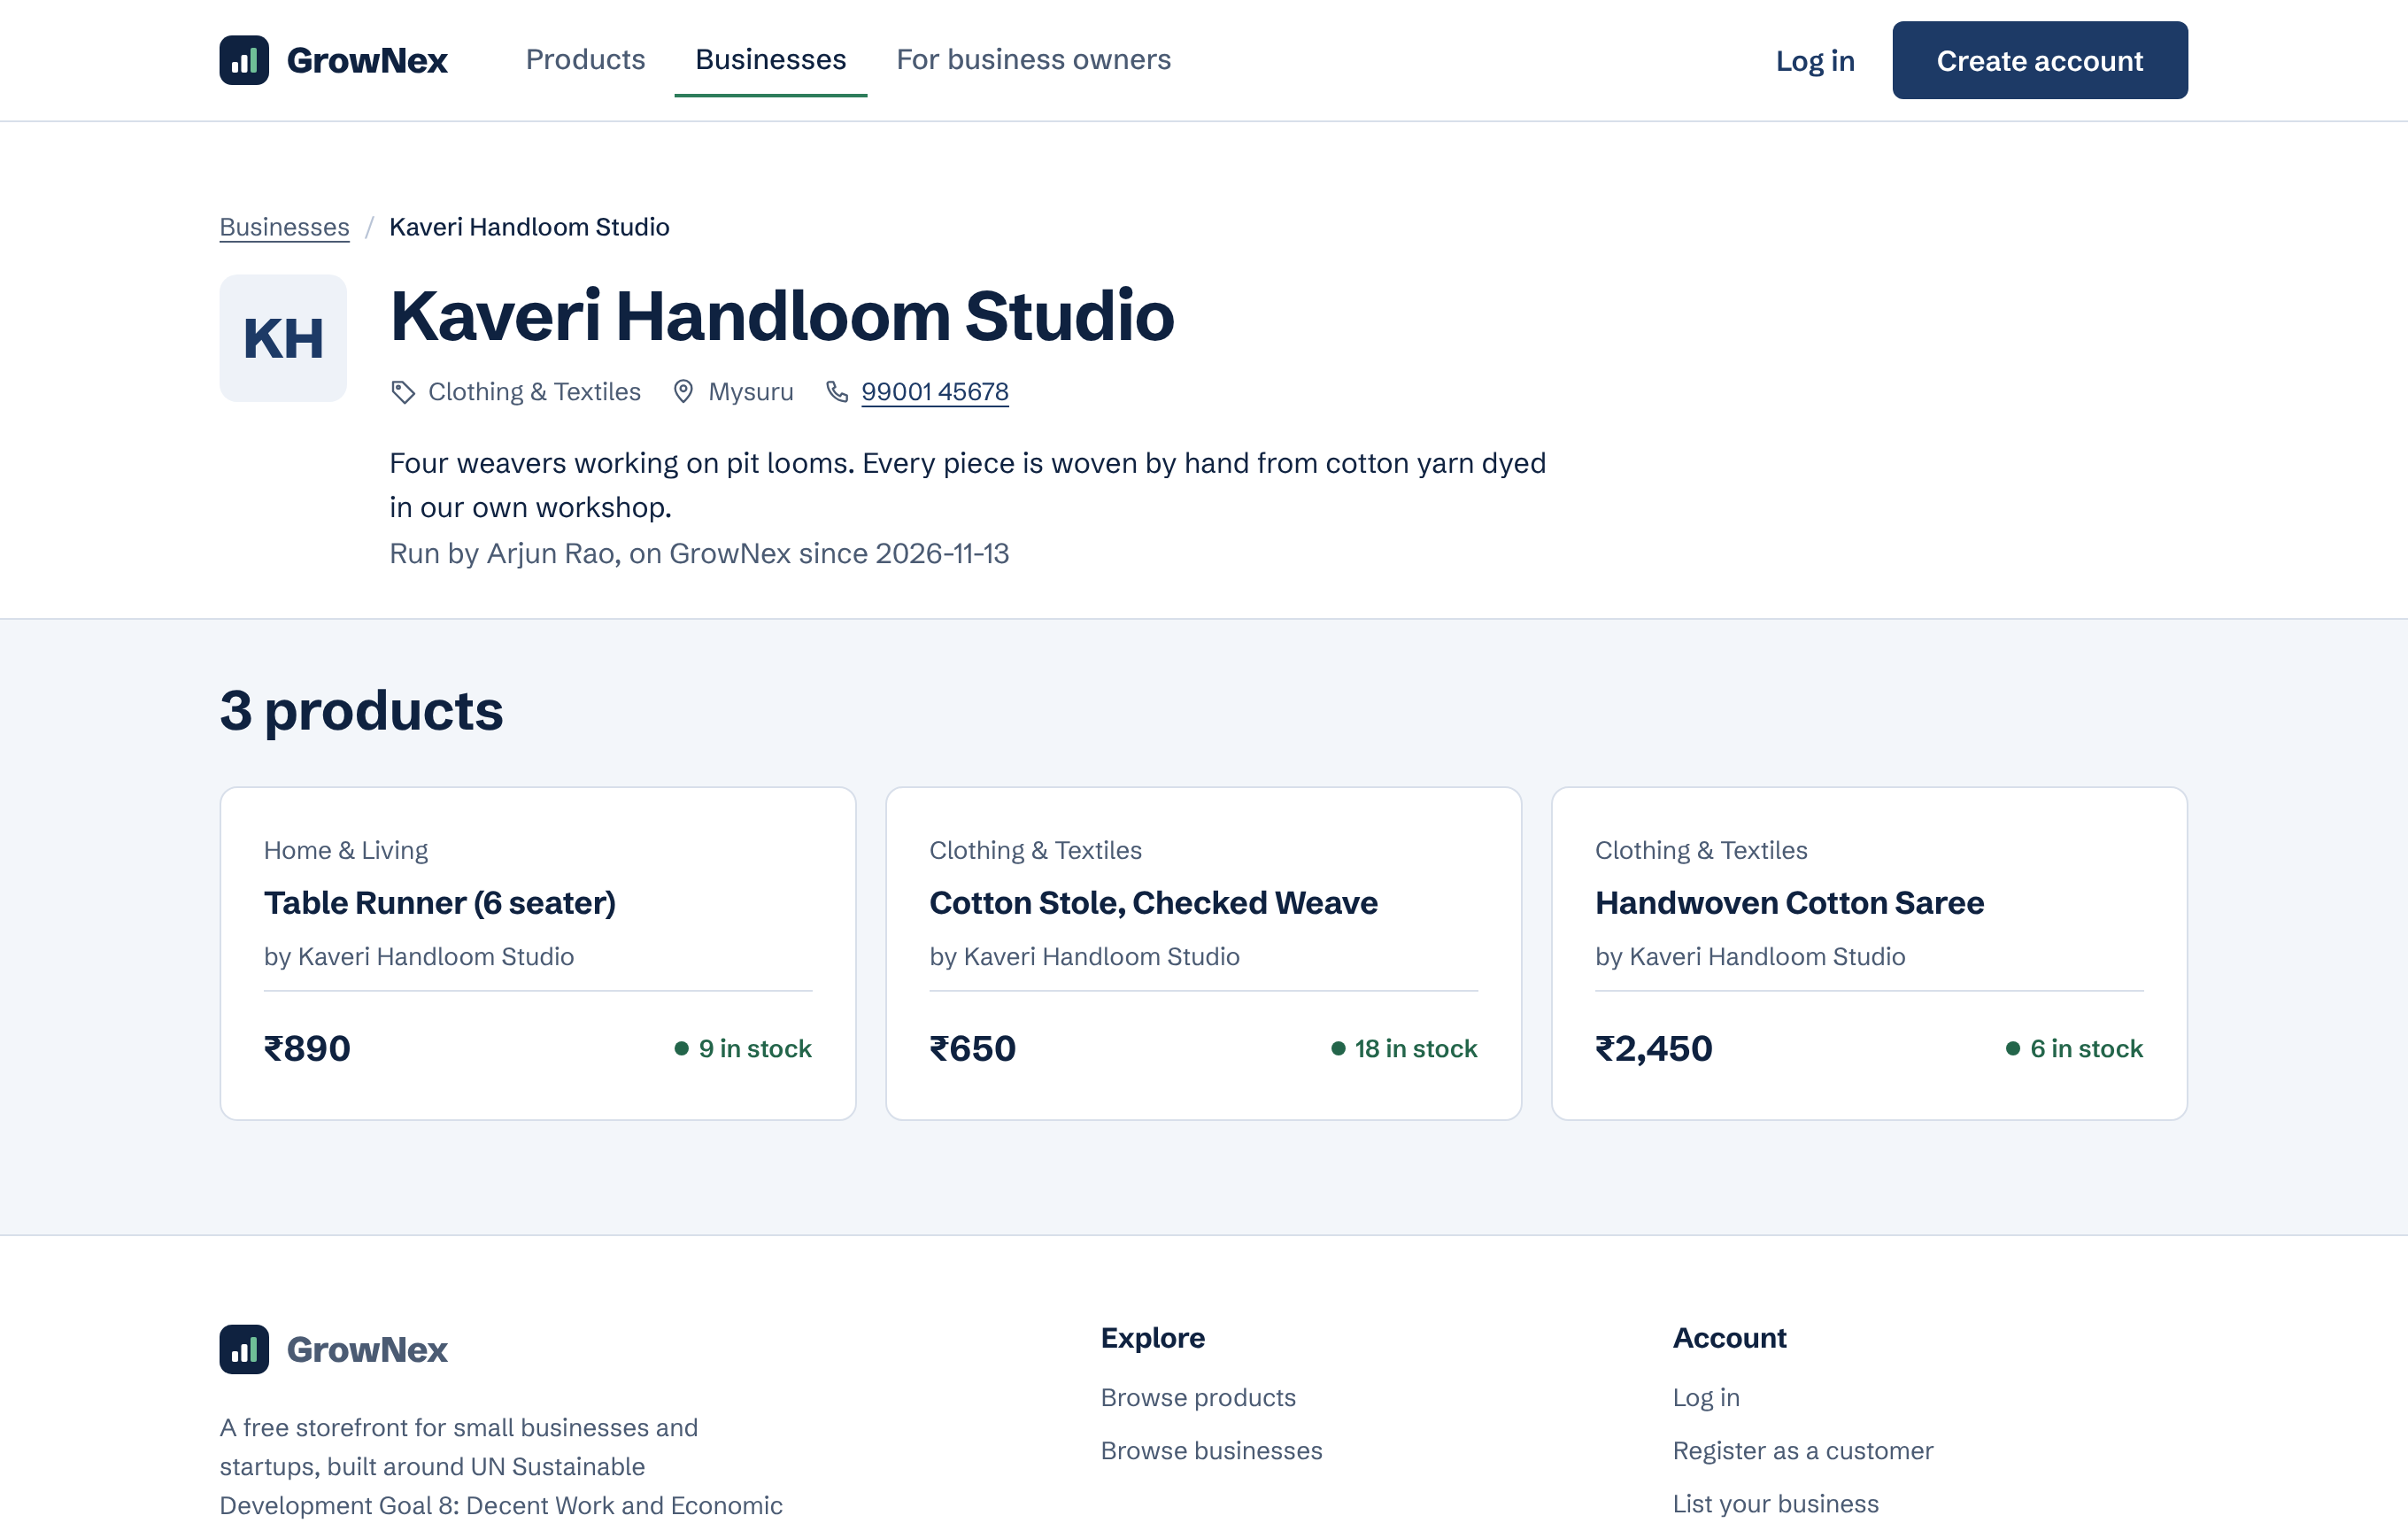 GrowNex
Products
Businesses
For business owners
Log in
Create account
Businesses / Kaveri Handloom Studio
KH
Kaveri Handloom Studio
Clothing & Textiles
Mysuru
99001 45678
Four weavers working on pit looms. Every piece is woven by hand from cotton yarn dyed
in our own workshop.
Run by Arjun Rao, on GrowNex since 2026-11-13
3 products
Home & Living
Table Runner (6 seater)
by Kaveri Handloom Studio
₹890
9 in stock
Clothing & Textiles
Cotton Stole, Checked Weave
by Kaveri Handloom Studio
₹650
18 in stock
Clothing & Textiles
Handwoven Cotton Saree
by Kaveri Handloom Studio
₹2,450
6 in stock
GrowNex
A free storefront for small businesses and
startups, built around UN Sustainable
Development Goal 8: Decent Work and Economic
Explore
Browse products
Browse businesses
Account
Log in
Register as a customer
List your business